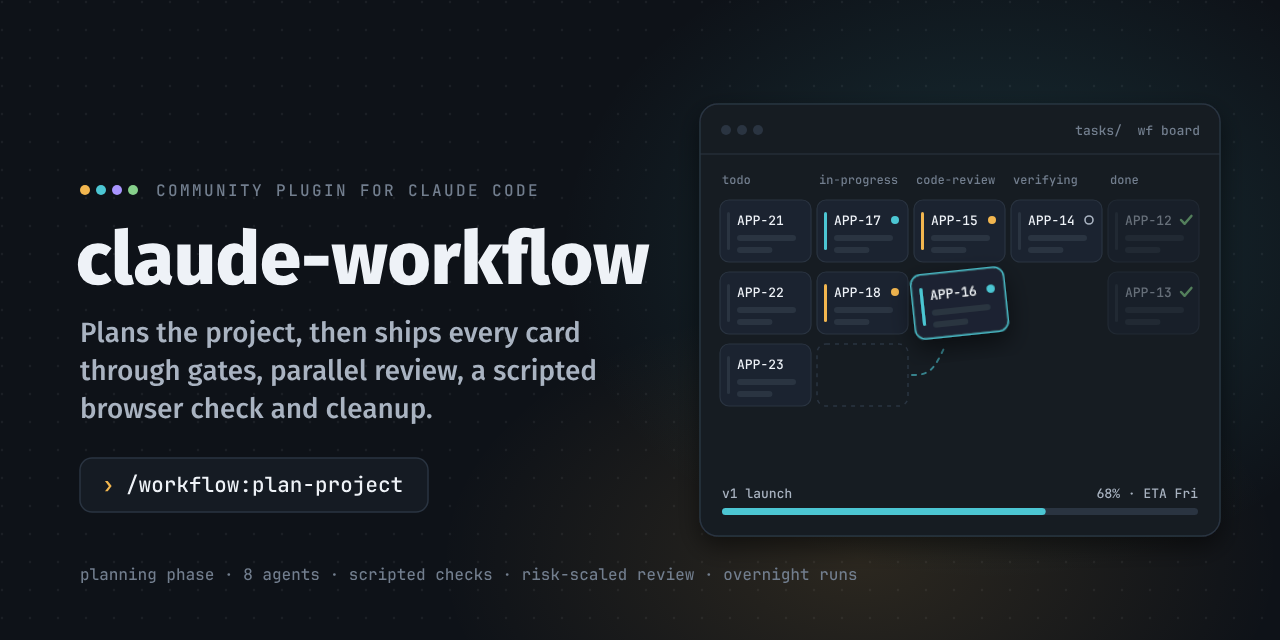 COMMUNITY PLUGIN FOR CLAUDE CODE
claude-workflow
Plans the project, then ships every card
through gates, parallel review, a scripted
browser check and cleanup.
› /workflow:plan-project
planning phase · 8 agents · scripted checks · risk-scaled review · overnight runs
tasks/ wf board
todo in-progress code-review verifying done
APP-21 APP-17 APP-15 APP-14 APP-12
APP-22 APP-18 APP-16 APP-13
APP-23
v1 launch 68% · ETA Fri